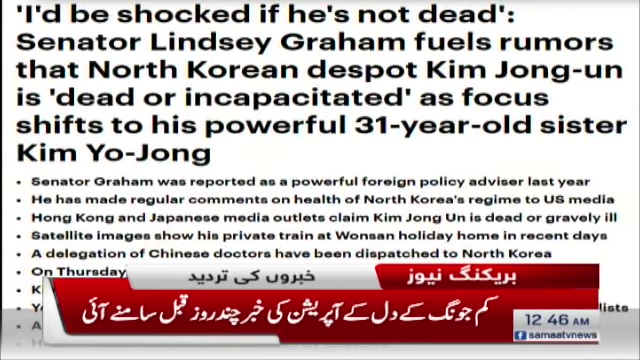 'I'd be shocked if he's not dead':
Senator Lindsey Graham fuels rumors
that North Korean despot Kim Jong-un
is 'dead or incapacitated' as focus
shifts to his powerful 31-year-old sister
Kim Yo-Jong
• Senator Graham was reported as a powerful foreign policy adviser last year
• He has made regular comments on health of North Korea's regime to US media
• Hong Kong and Japanese media outlets claim Kim Jong Un is dead or gravely ill
• Satellite images show his private train at Wonsan holiday home in recent days
• A delegation of Chinese doctors have been dispatched to North Korea
• On Thursday
خبروں کی تردید
بریکنگ نیوز
کم جونگ کے دل کے آپریشن کی خبر چند روز قبل سامنے آئی
12:46 AM
samaatvnews